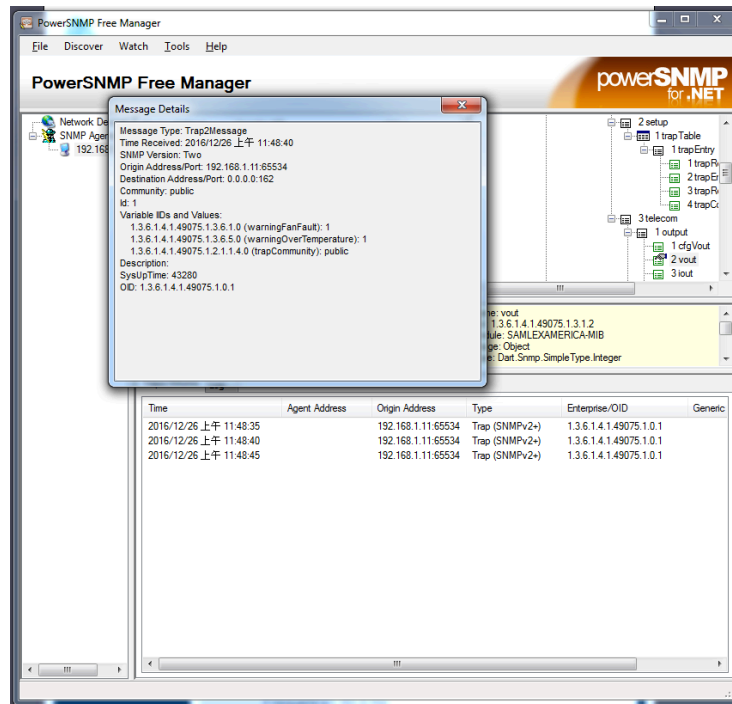 PowerSNMP Free Manager
File Discover Watch Tools Help
PowerSNMP Free Manager
powerSNMP
for .NET
Message Details
Message Type: Trap2Message
Time Received: 2016/12/26 上午 11:48:40
SNMP Version: Two
Origin Address/Port: 192.168.1.11:65534
Destination Address/Port: 0.0.0.0:162
Community: public
Id: 1
Variable IIDs and Values:
1.3.6.1.4.1.49075.1.3.6.1.0 (warningFanFault): 1
1.3.6.1.4.1.49075.1.3.6.5.0 (warningOverTemperature): 1
1.3.6.1.4.1.49075.1.2.1.1.4.0 (trapCommunity): public
Description:
SysUpTime: 43280
OID: 1.3.6.1.4.1.49075.1.0.1
Network De
SNMP Ager
192.168
2 setup
1 trapTable
1 trapEntry
1 trapR
2 trapEr
3 trapR
4 trapCo
3 telecom
1 output
1 cfgVout
2 vout
3 iout
: vout
1.3.6.1.4.1.49075.1.3.1.2
: SAMLEXAMERICA-MIB
: Object
: Dart.Snmp.SimpleType.Integer
Time Agent Address Origin Address Type Enterprise/OID Generic
2016/12/26 上午 11:48:35 192.168.1.11:65534 Trap (SNMPv2+) 1.3.6.1.4.1.49075.1.0.1
2016/12/26 上午 11:48:40 192.168.1.11:65534 Trap (SNMPv2+) 1.3.6.1.4.1.49075.1.0.1
2016/12/26 上午 11:48:45 192.168.1.11:65534 Trap (SNMPv2+) 1.3.6.1.4.1.49075.1.0.1